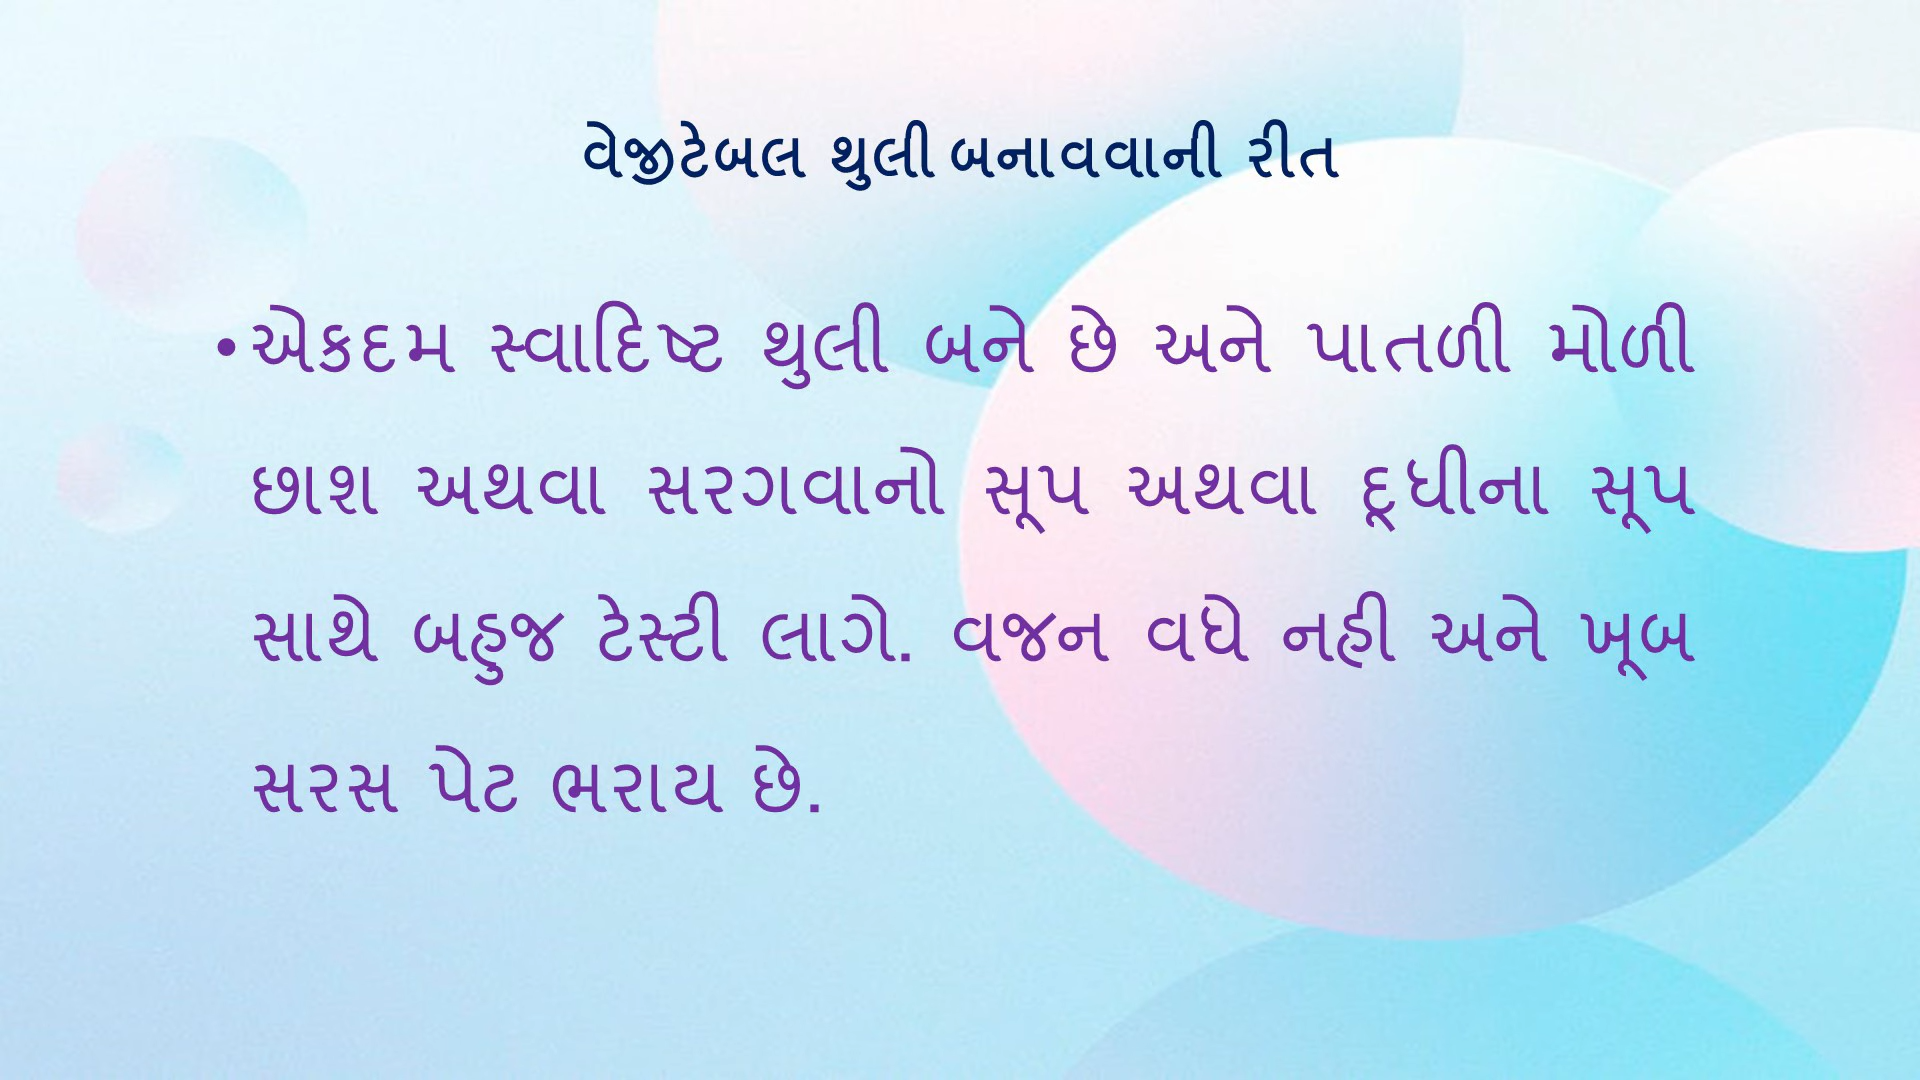 વેજીટેબલ થુલી બનાવવાની રીત
•એકદમ સ્વાદિષ્ટ થુલી બને છે અને પાતળી મોળી
છાશ અથવા સરગવાનો સૂપ અથવા દૂધીના સૂપ
સાથે બહુજ ટેસ્ટી લાગે. વજન વધે નહી અને ખૂબ
સરસ પેટ ભરાય છે.